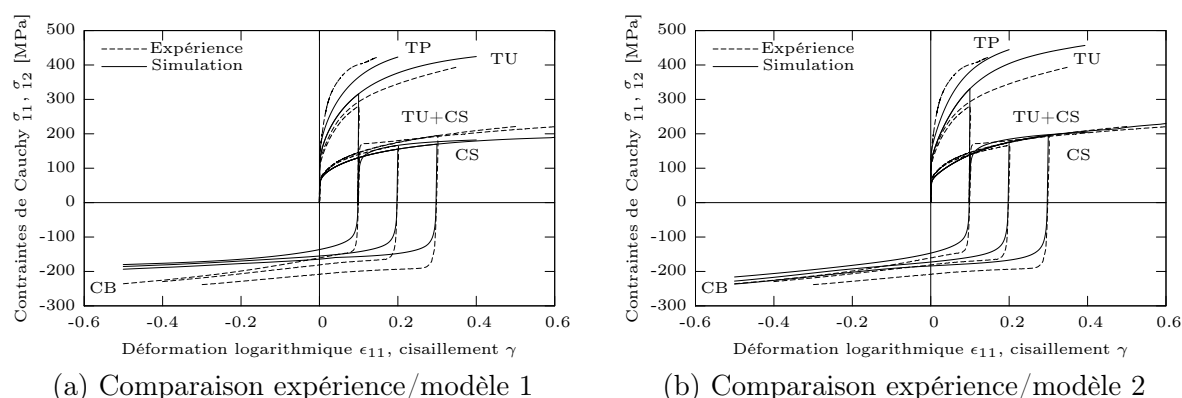 Contraintes de Cauchy σ11, σ12 [MPa]
500
400
300
200
100
0
-100
-200
-300
Expérience
Simulation
TP
TU
TU+CS
CS
CB
-0.6 -0.4 -0.2 0 0.2 0.4 0.6
Déformation logarithmique ϵ11, cisaillement γ
(a) Comparaison expérience/modèle 1
Contraintes de Cauchy σ11, σ12 [MPa]
500
400
300
200
100
0
-100
-200
-300
Expérience
Simulation
TP
TU
TU+CS
CS
CB
-0.6 -0.4 -0.2 0 0.2 0.4 0.6
Déformation logarithmique ϵ11, cisaillement γ
(b) Comparaison expérience/modèle 2